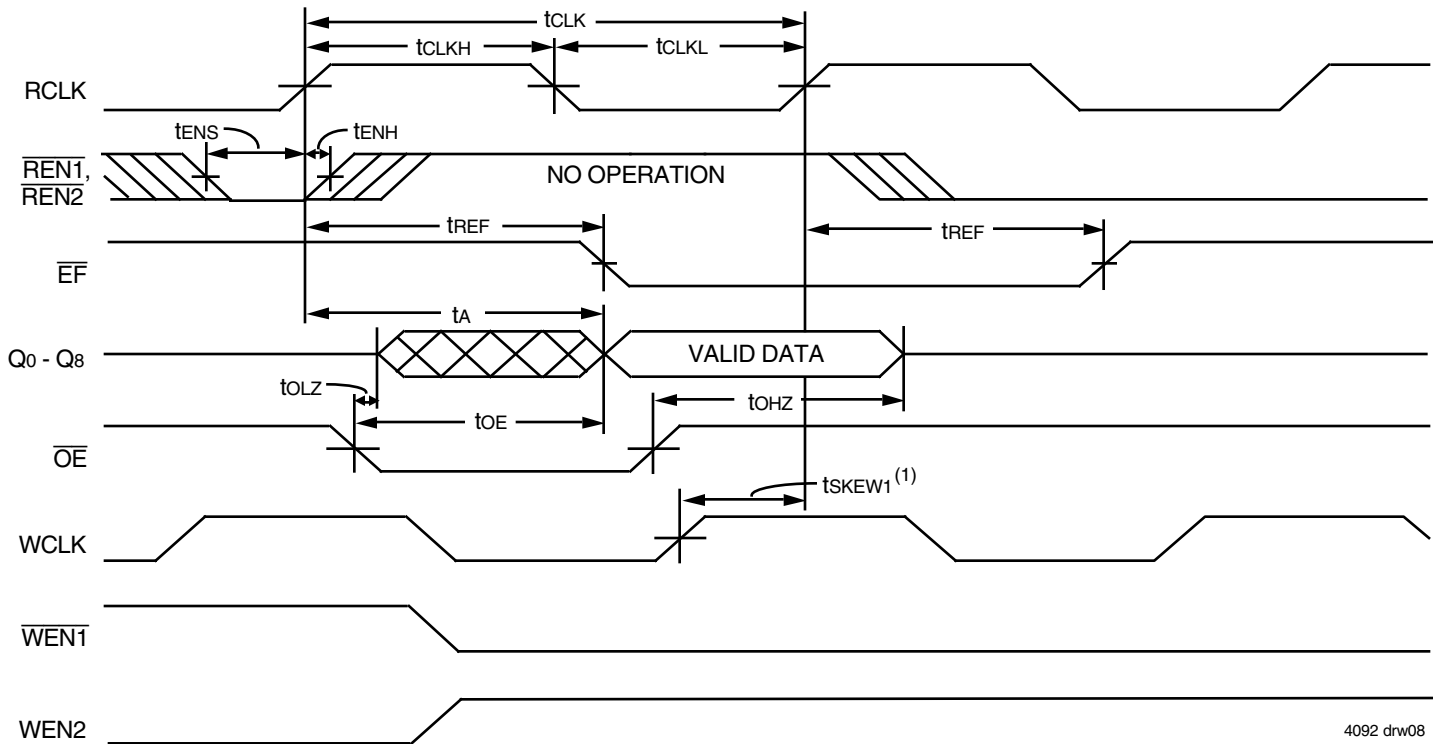 tCLK
tCLKH
tCLKL
RCLK
tENS
tENH
REN1,
REN2
NO OPERATION
tREF
tREF
EF
tA
Q0 - Q8
VALID DATA
tOLZ
tOHZ
tOE
OE
tSKEW1(1)
WCLK
WEN1
WEN2
4092 drw08